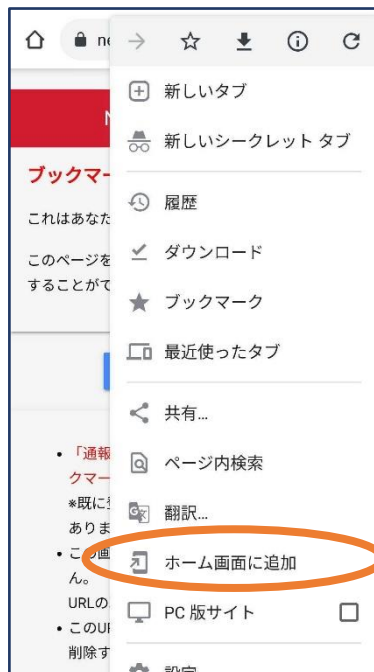 ne
新しいタブ
N
新しいシークレット タブ
ブックマー
履歴
これはあなた
ダウンロード
このページを
することがで
ブックマーク
最近使ったタブ
共有...
「通報
クマー
ページ内検索
※既に
ありま
翻訳...
この画
ホーム画面に追加
ん。
URLの
PC 版サイト
このUR
削除す
設定